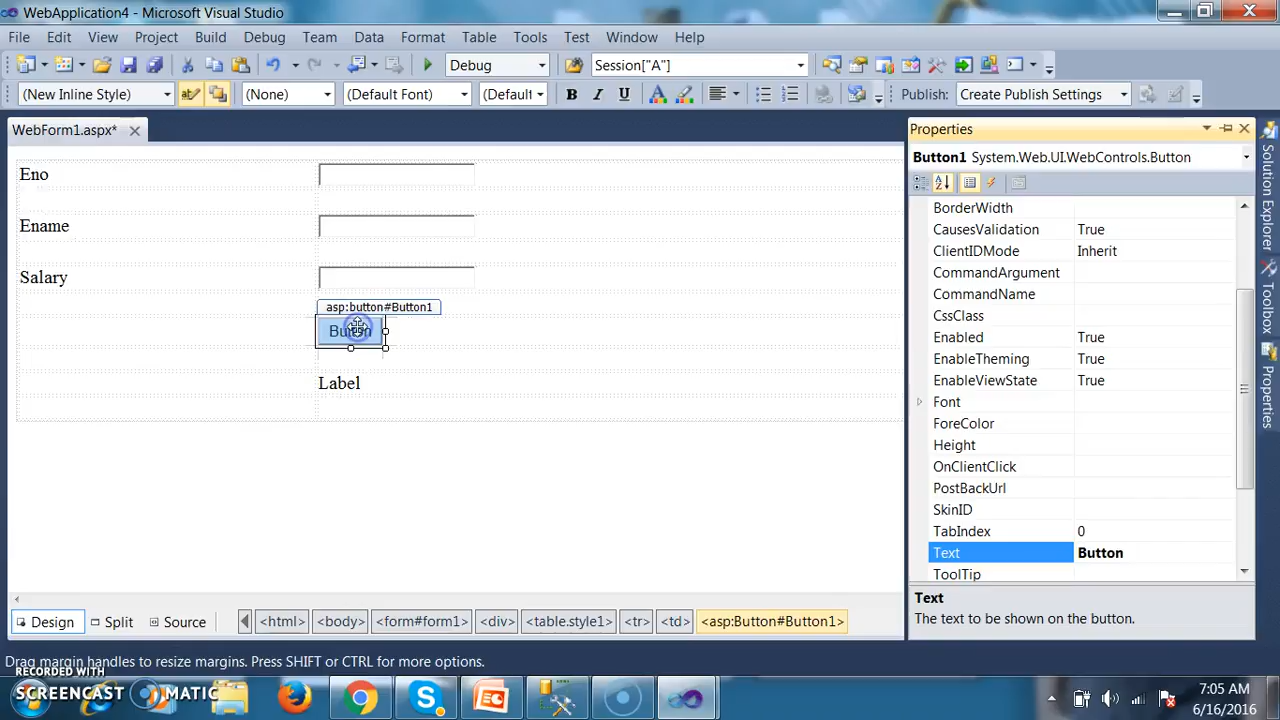 WebApplication4 - Microsoft Visual Studio
File Edit View Project Build Debug Team Data Format Table Tools Test Window Help
Debug Session["A"]
(New Inline Style) (None) (Default Font) (Default B I U A Publish: Create Publish Settings
WebForm1.aspx*
Eno
Ename
Salary
asp:button#Button1
Button
Label
Properties
Button1 System.Web.UI.WebControls.Button
BorderWidth
CausesValidation True
ClientIDMode Inherit
CommandArgument
CommandName
CssClass
Enabled True
EnableTheming True
EnableViewState True
Font
ForeColor
Height
OnClientClick
PostBackUrl
SkinID
TabIndex 0
Text Button
ToolTip
Text
The text to be shown on the button.
Solution Explorer
Toolbox
Properties
Design Split Source <html> <body> <form#form1> <div> <table.style1> <tr> <td> <asp:Button#Button1>
Drag margin handles to resize margins. Press SHIFT or CTRL for more options.
RECORDED WITH
SCREENCAST MATIC
7:05 AM
6/16/2016